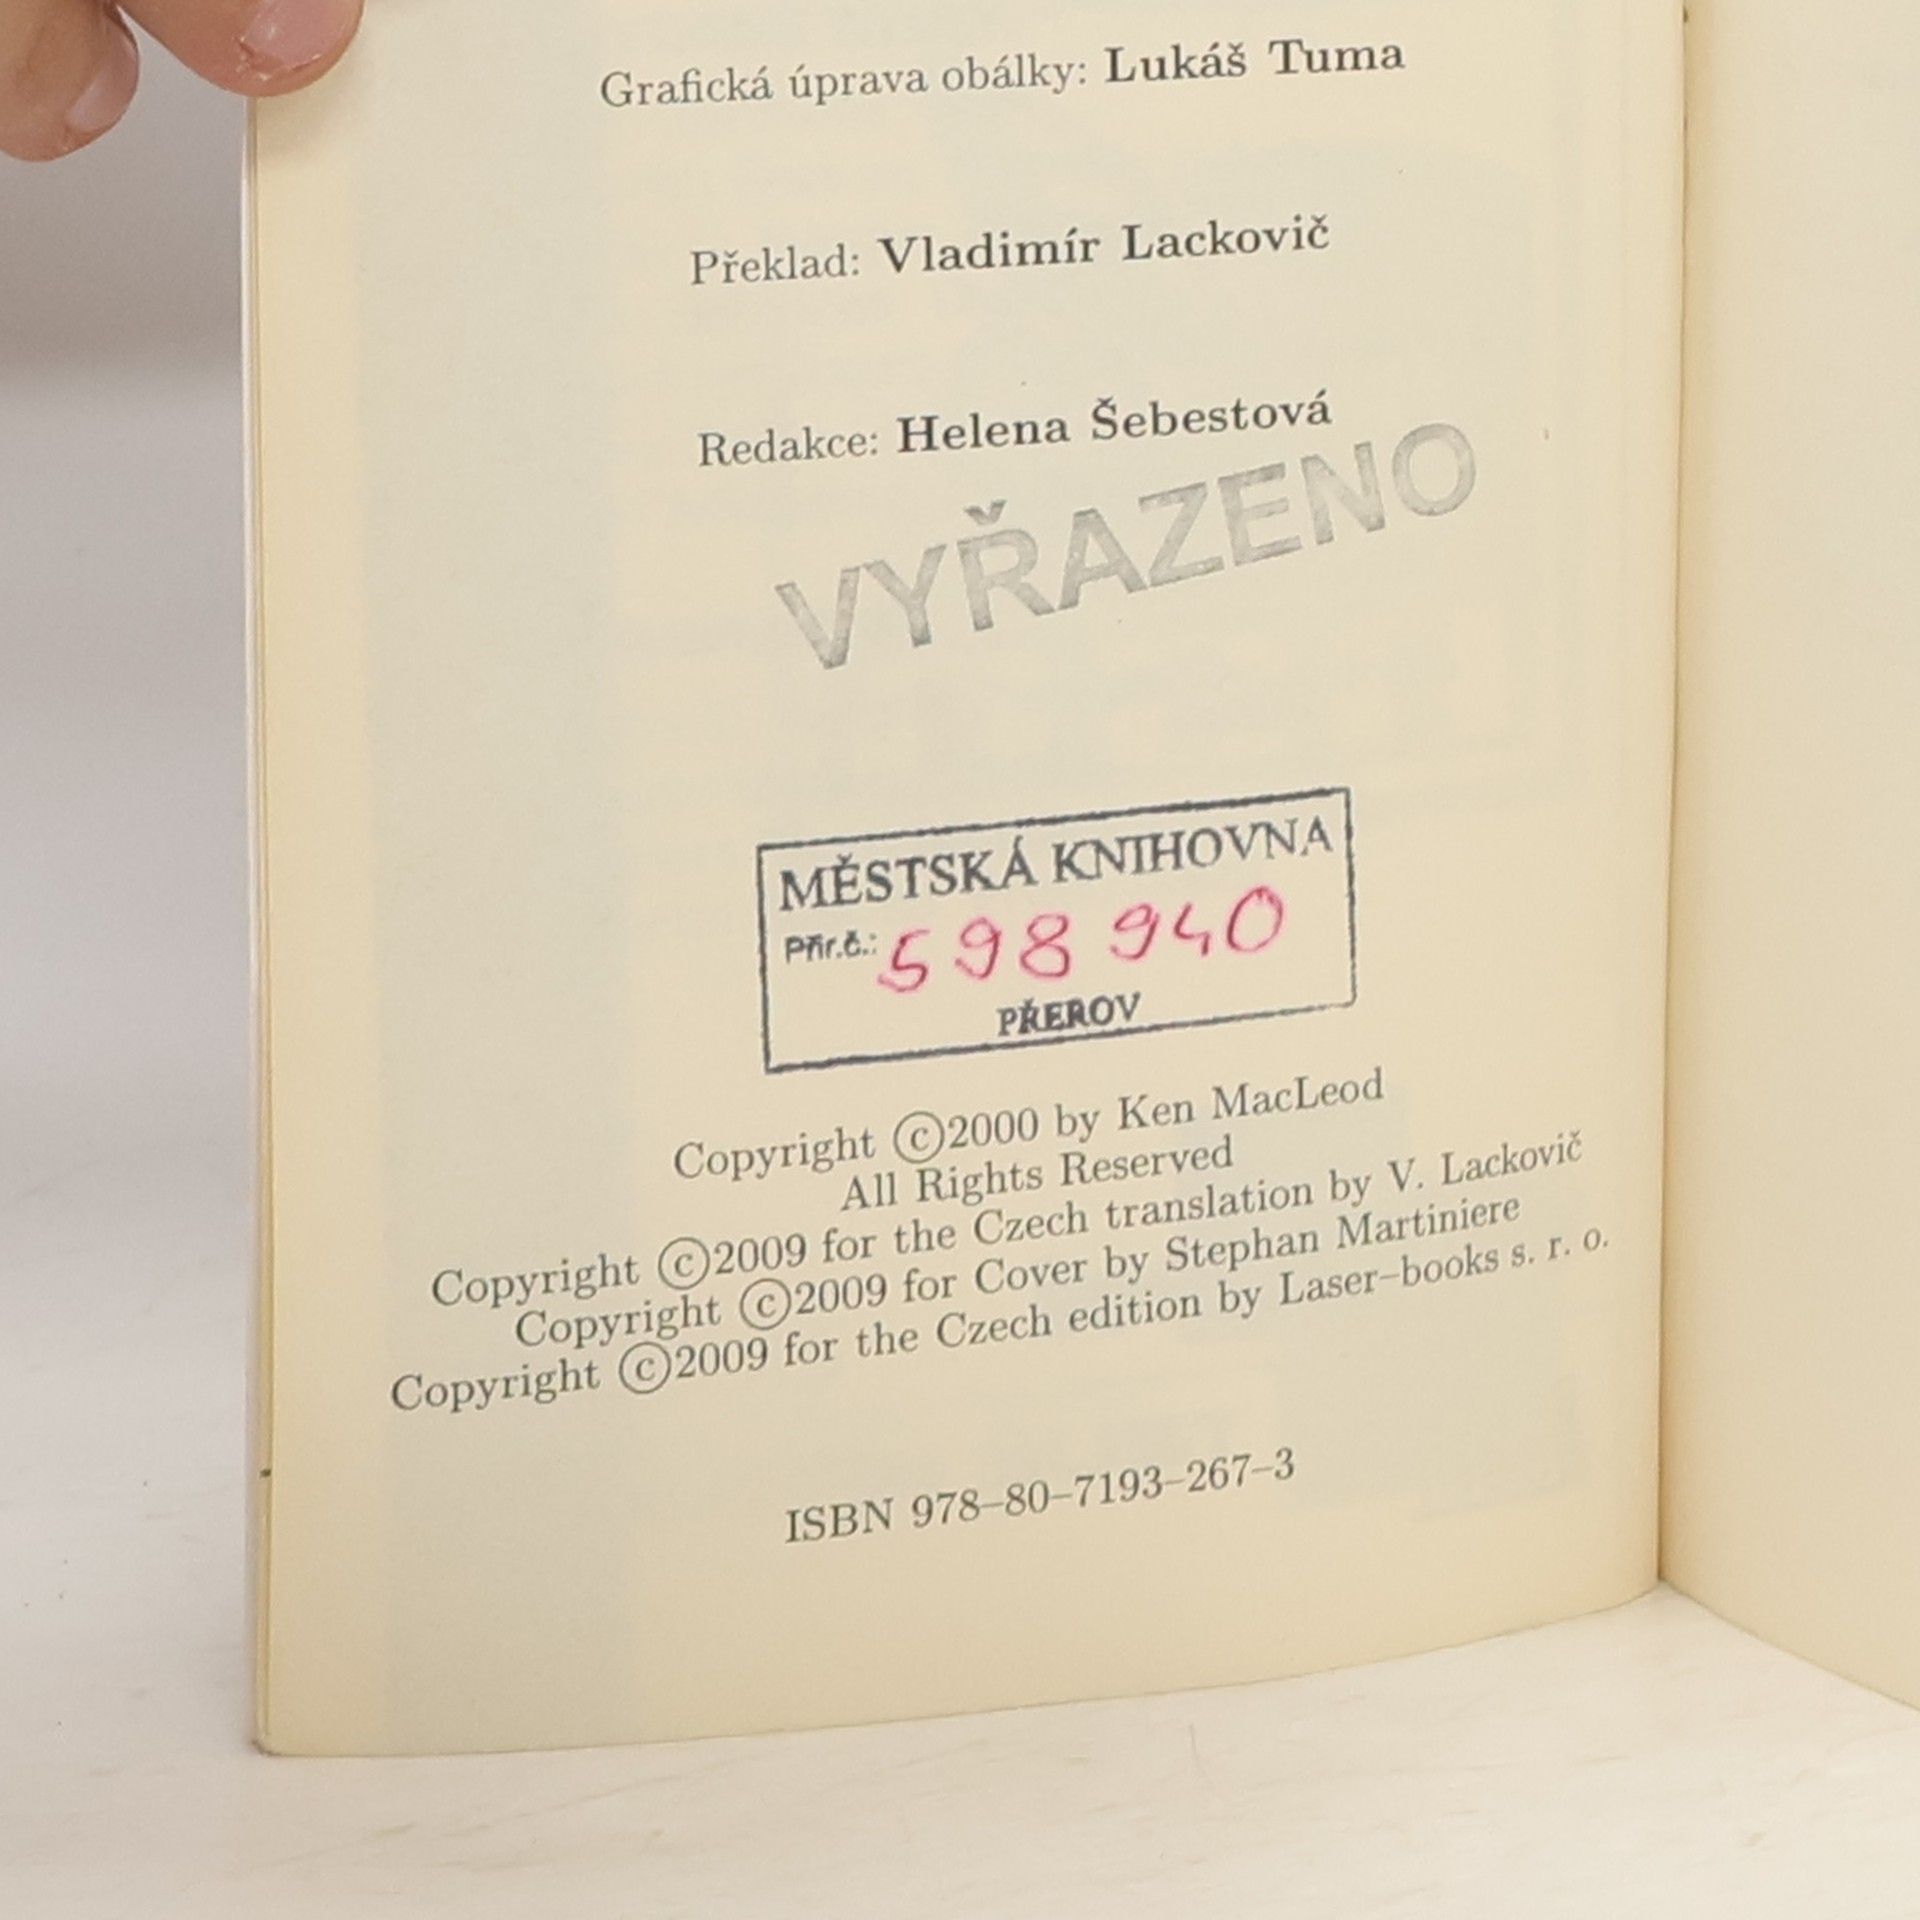 Grafická úprava obálky: Lukáš Tuma
Překlad: Vladimír Lackovič
Redakce: Helena Šebestová
VYŘAZENO
MĚSTSKÁ KNIHOVNA
Přír.č.: 598 940
PŘEROV
Copyright ©2000 by Ken MacLeod
All Rights Reserved
Copyright ©2009 for the Czech translation by V. Lackovič
Copyright ©2009 for Cover by Stephan Martiniere
Copyright ©2009 for the Czech edition by Laser–books s. r. o.
ISBN 978–80–7193–267–3